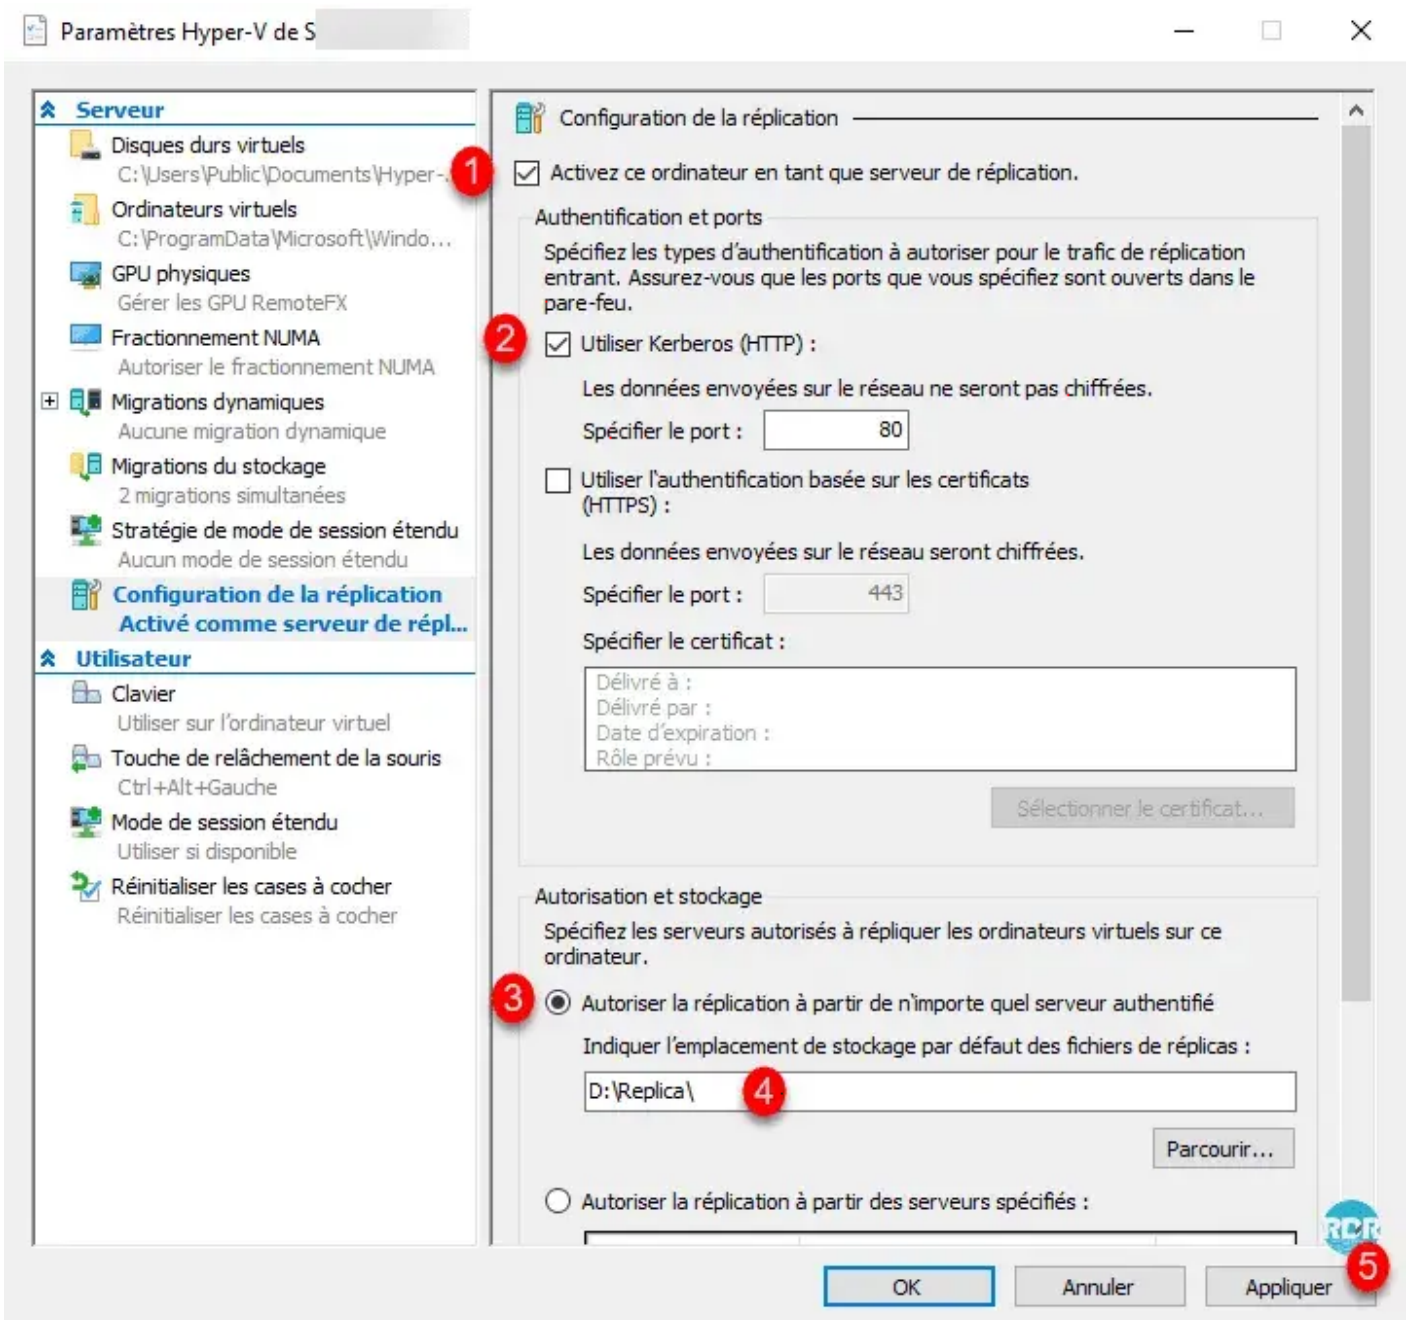 Paramètres Hyper-V de S
Serveur
Disques durs virtuels
C:\Users\Public\Documents\Hyper-...
Ordinateurs virtuels
C:\ProgramData\Microsoft\Windo...
GPU physiques
Gérer les GPU RemoteFX
Fractionnement NUMA
Autoriser le fractionnement NUMA
Migrations dynamiques
Aucune migration dynamique
Migrations du stockage
2 migrations simultanées
Stratégie de mode de session étendu
Aucun mode de session étendu
Configuration de la réplication
Activé comme serveur de répl...
Utilisateur
Clavier
Utiliser sur l'ordinateur virtuel
Touche de relâchement de la souris
Ctrl+Alt+Gauche
Mode de session étendu
Utiliser si disponible
Réinitialiser les cases à cocher
Réinitialiser les cases à cocher
Configuration de la réplication
1
Activez ce ordinateur en tant que serveur de réplication.
Authentification et ports
Spécifiez les types d'authentification à autoriser pour le trafic de réplication
entrant. Assurez-vous que les ports que vous spécifiez sont ouverts dans le
pare-feu.
2
Utiliser Kerberos (HTTP) :
Les données envoyées sur le réseau ne seront pas chiffrées.
Spécifier le port : 80
Utiliser l'authentification basée sur les certificats
(HTTPS) :
Les données envoyées sur le réseau seront chiffrées.
Spécifier le port : 443
Spécifier le certificat :
Délivré à :
Délivré par :
Date d'expiration :
Rôle prévu :
Sélectionner le certificat...
Autorisation et stockage
Spécifiez les serveurs autorisés à répliquer les ordinateurs virtuels sur ce
ordinateur.
3
Autoriser la réplication à partir de n'importe quel serveur authentifié
Indiquer l'emplacement de stockage par défaut des fichiers de réplicas :
D:\Replica\ 4
Parcourir...
Autoriser la réplication à partir des serveurs spécifiés :
RDR
5
OK Annuler Appliquer